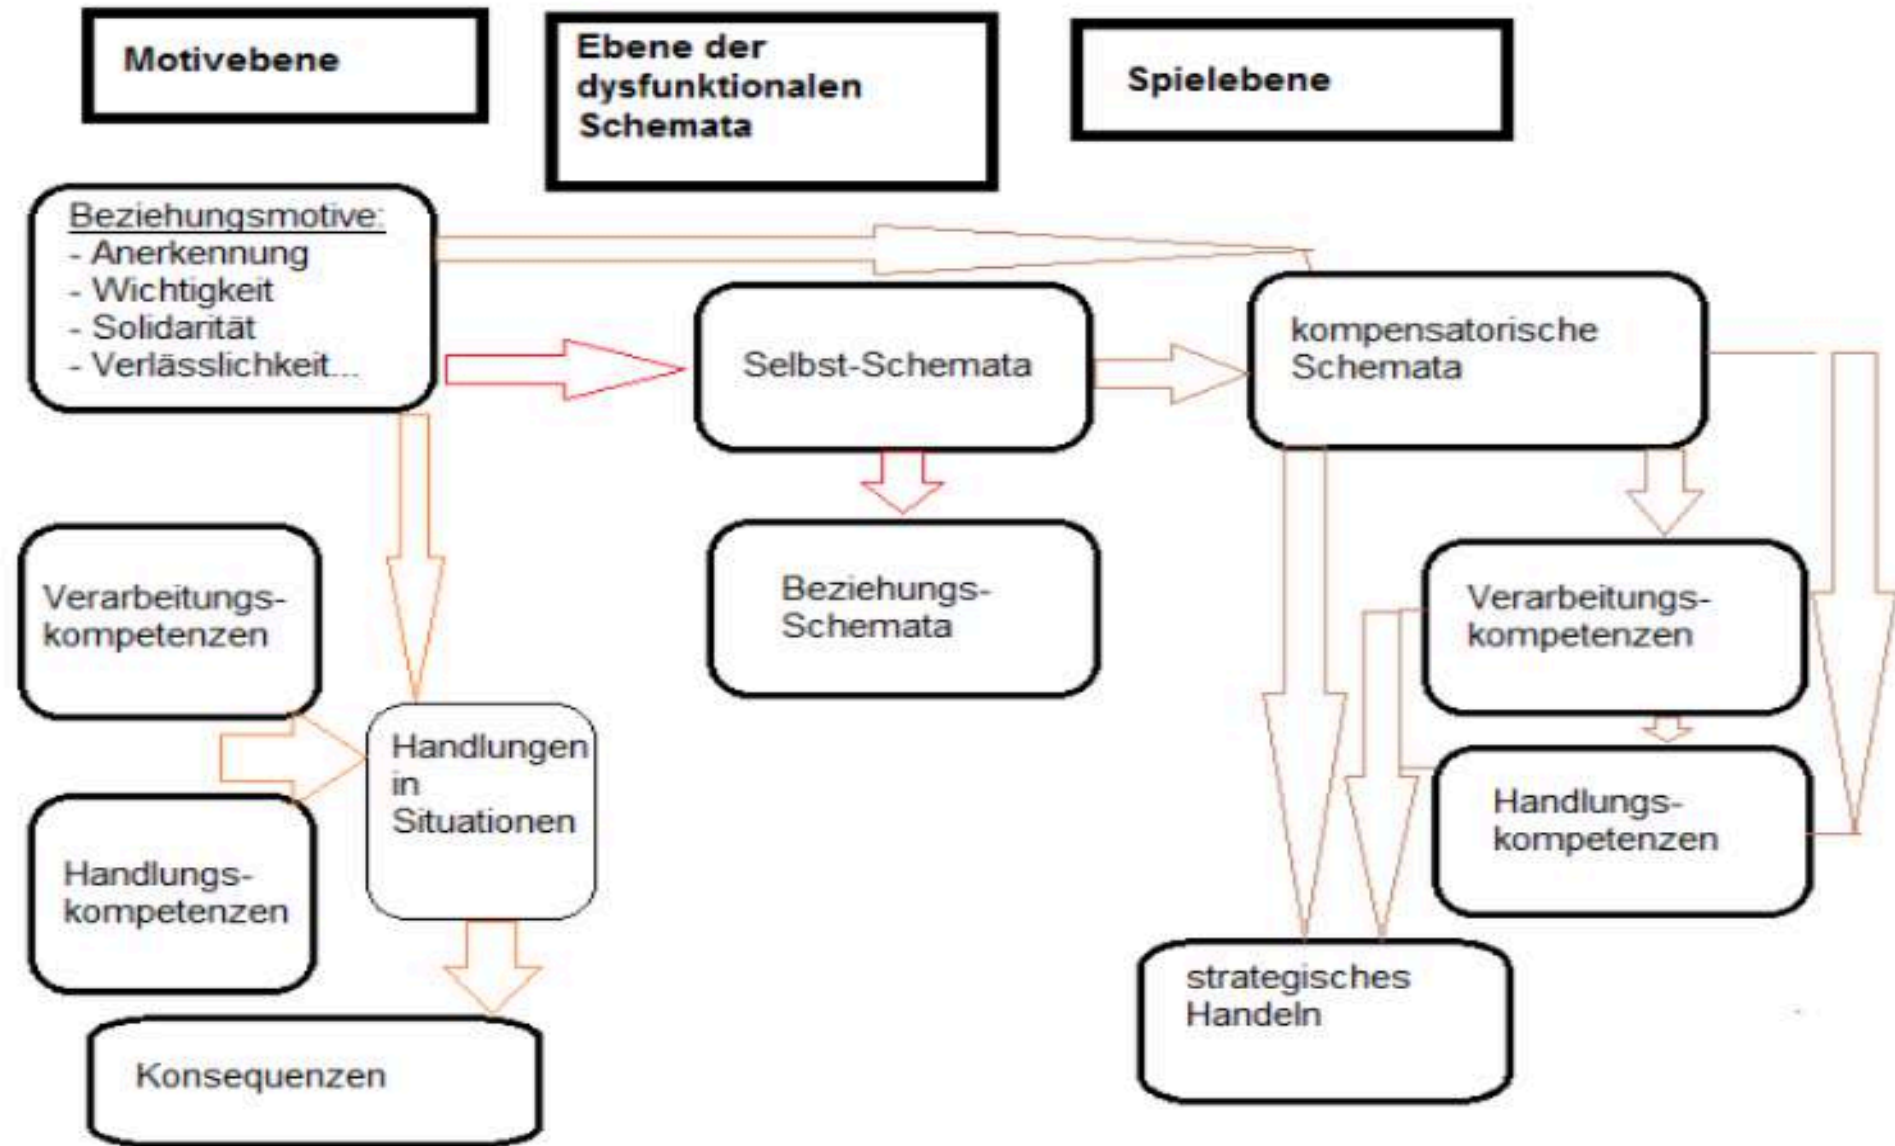 Motivebene
Ebene der
dysfunktionalen
Schemata
Spielebene
Beziehungsmotive:
- Anerkennung
- Wichtigkeit
- Solidarität
- Verlässlichkeit...
Selbst-Schemata
kompensatorische
Schemata
Verarbeitungs-
kompetenzen
Beziehungs-
Schemata
Verarbeitungs-
kompetenzen
Handlungen
in
Situationen
Handlungs-
kompetenzen
Handlungs-
kompetenzen
strategisches
Handeln
Konsequenzen